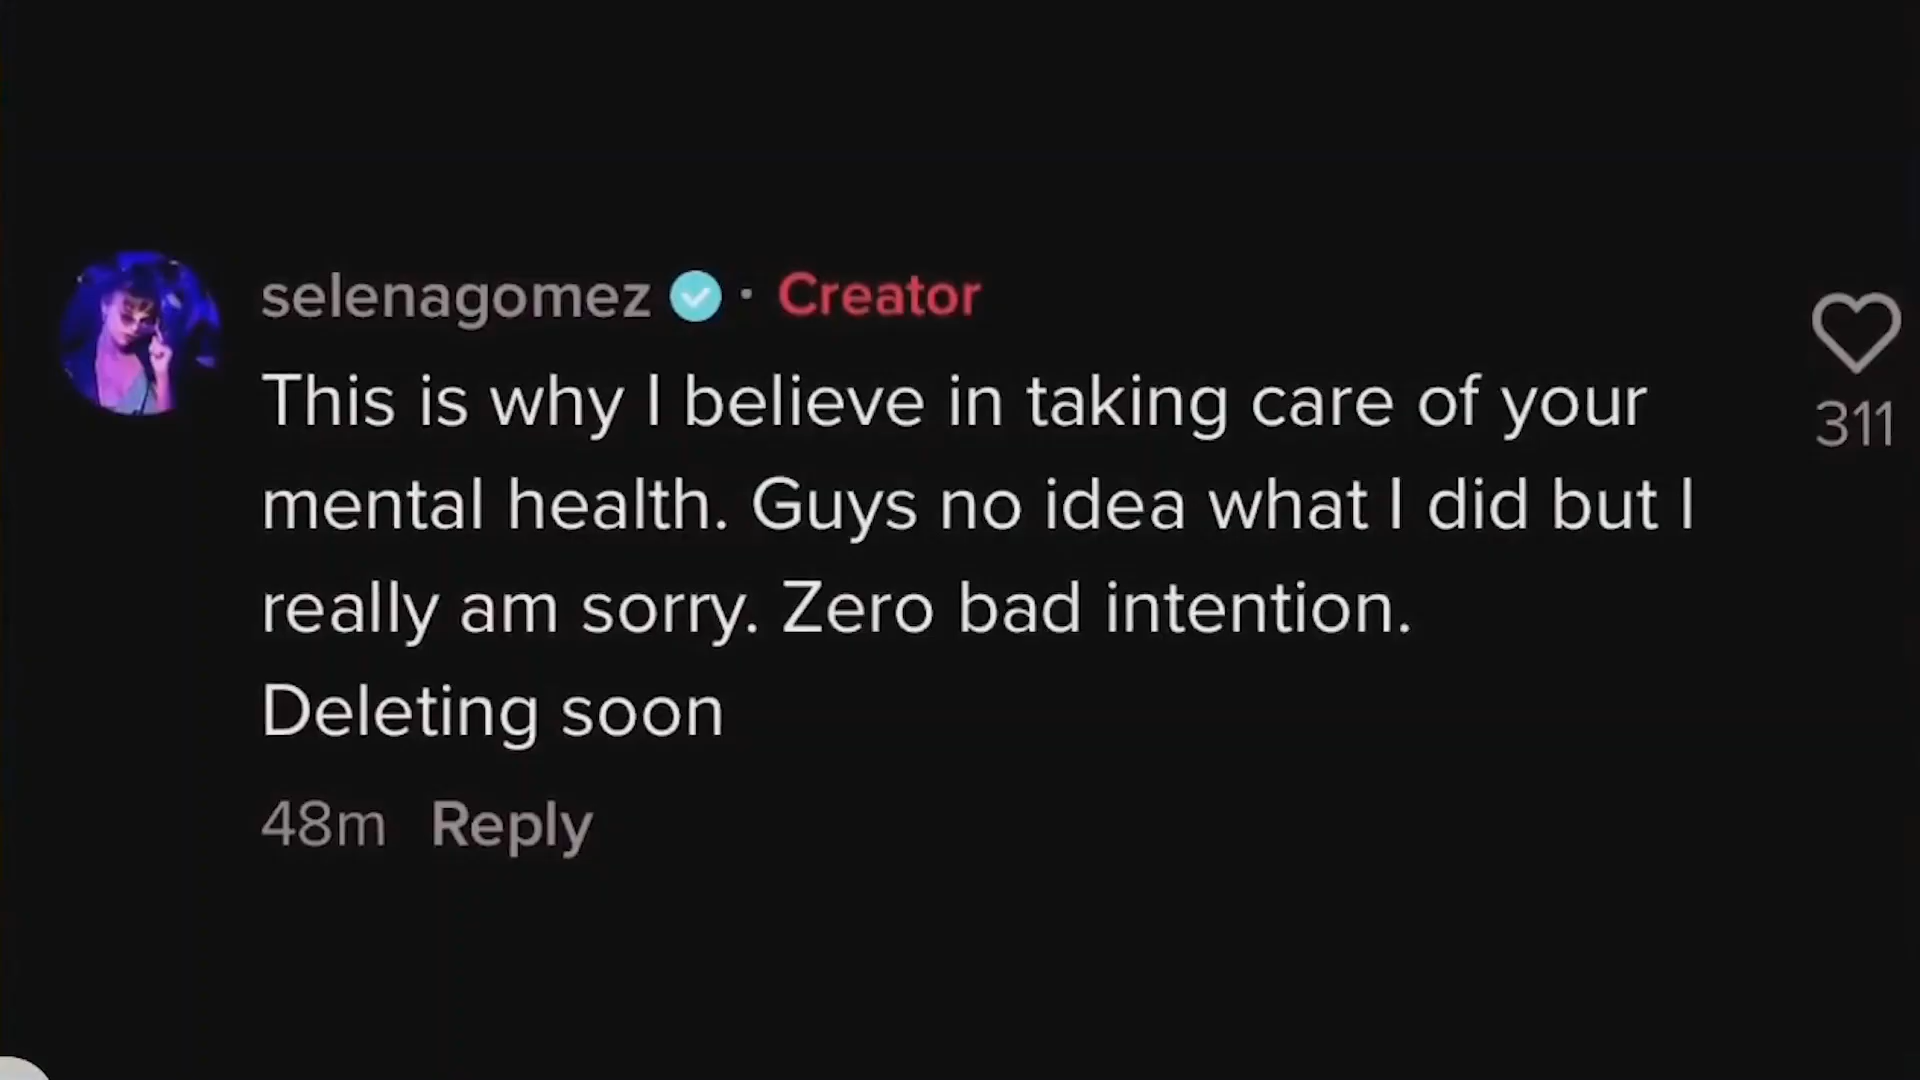 selenagomez · Creator
This is why I believe in taking care of your
mental health. Guys no idea what I did but I
really am sorry. Zero bad intention.
Deleting soon
48m Reply
311